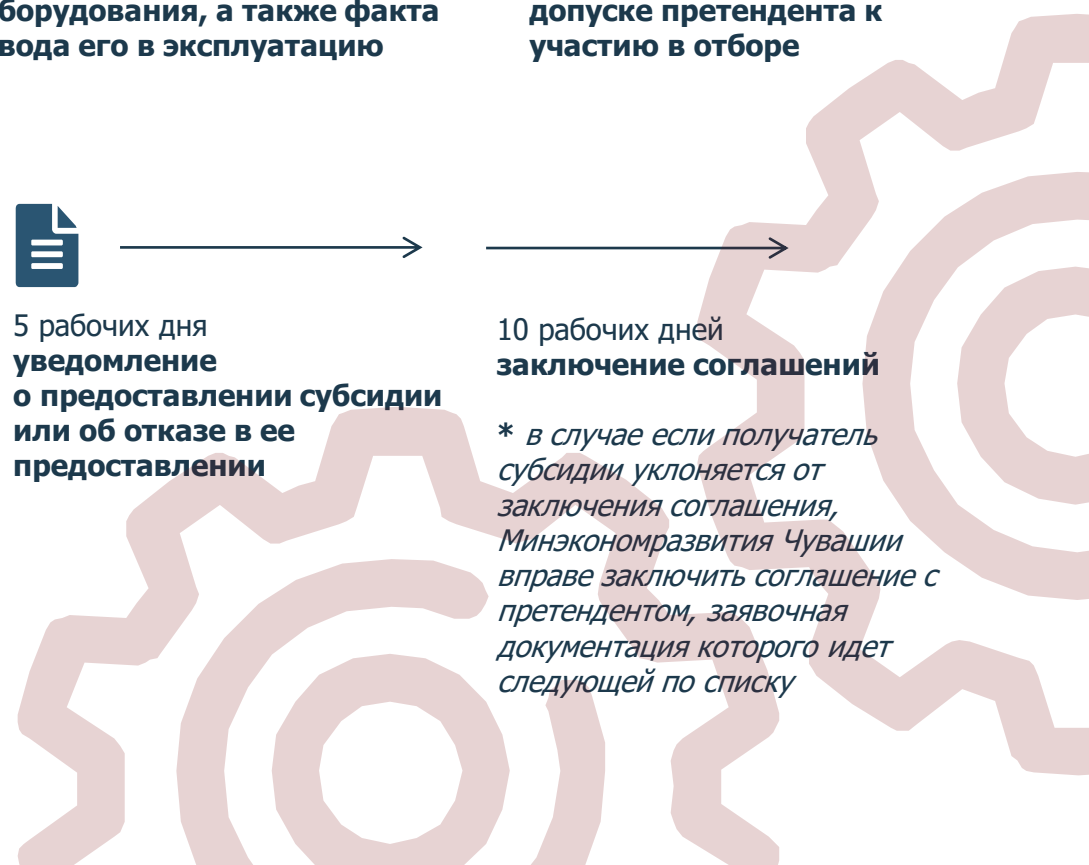 борудования, а также факта
вода его в эксплуатацию
допуске претендента к
участию в отборе
5 рабочих дня
уведомление
о предоставлении субсидии
или об отказе в ее
предоставлении
10 рабочих дней
заключение соглашений
* в случае если получатель
субсидии уклоняется от
заключения соглашения,
Минэкономразвития Чувашии
вправе заключить соглашение с
претендентом, заявочная
документация которого идет
следующей по списку